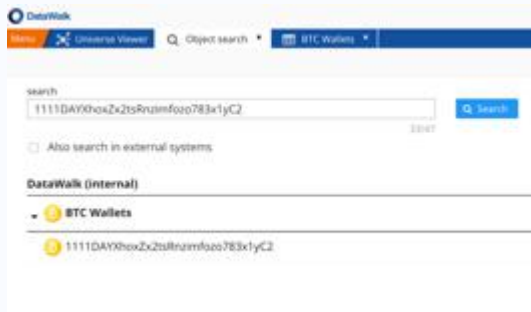 DataWalk
Menu Universe Viewer Object search BTC Wallets
search
1111DAYXhoxZx2tsRnzimfozo783x1yC2
Search
Also search in external systems
DataWalk (internal)
BTC Wallets
1111DAYXhoxZx2tsRnzimfozo783x1yC2